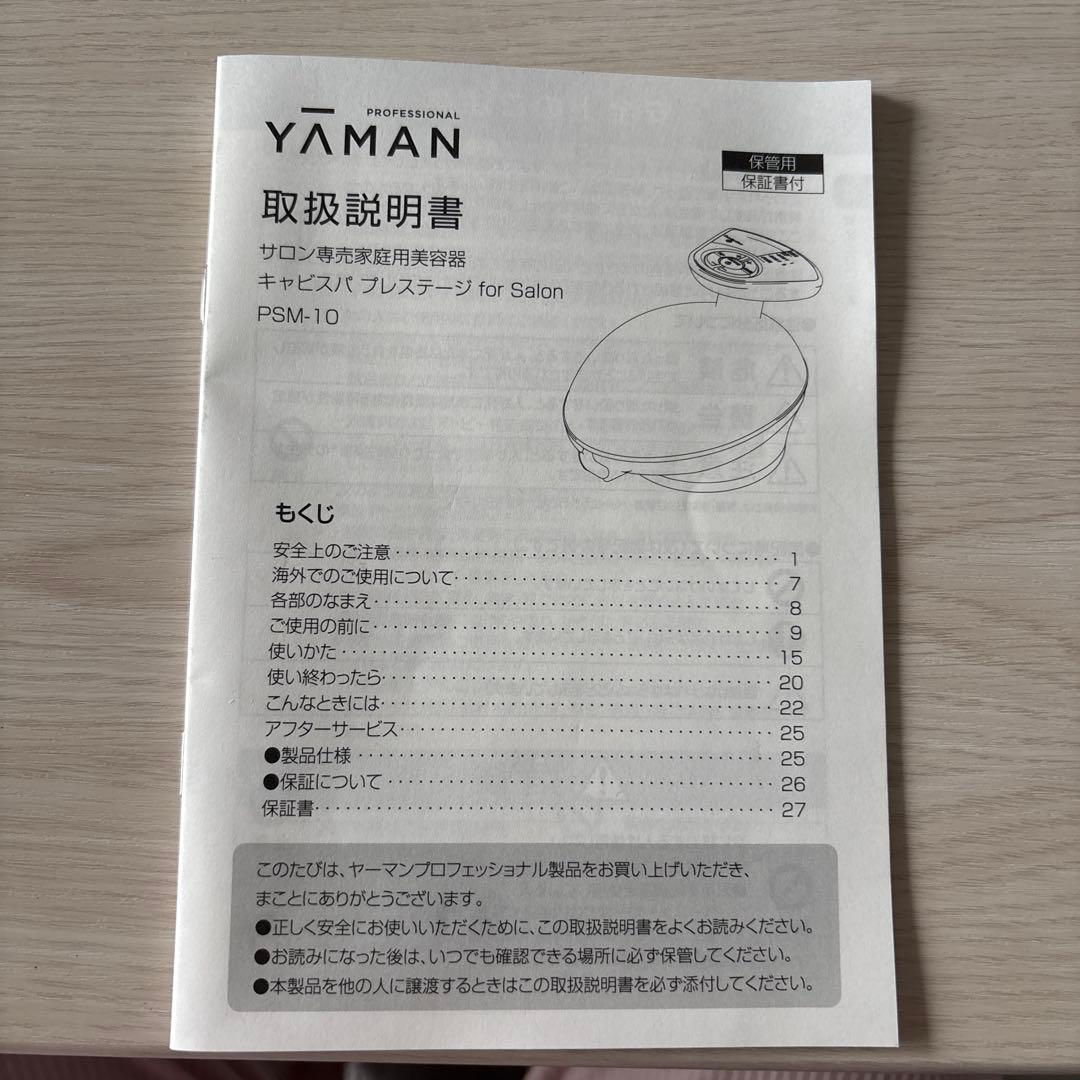 PROFESSIONAL
YĀMAN
保管用
保証書付
取扱説明書
サロン専売家庭用美容器
キャビスパ プレステージ for Salon
PSM-10
もくじ
安全上のご注意 1
海外でのご使用について 7
各部のなまえ 8
ご使用の前に 9
使いかた 15
使い終わったら 20
こんなときには 22
アフターサービス 25
●製品仕様 25
●保証について 26
保証書 27
このたびは、ヤーマンプロフェッショナル製品をお買い上げいただき、
まことにありがとうございます。
●正しく安全にお使いいただくために、この取扱説明書をよくお読みください。
●お読みになった後は、いつでも確認できる場所に必ず保管してください。
●本製品を他の人に譲渡するときはこの取扱説明書を必ず添付してください。